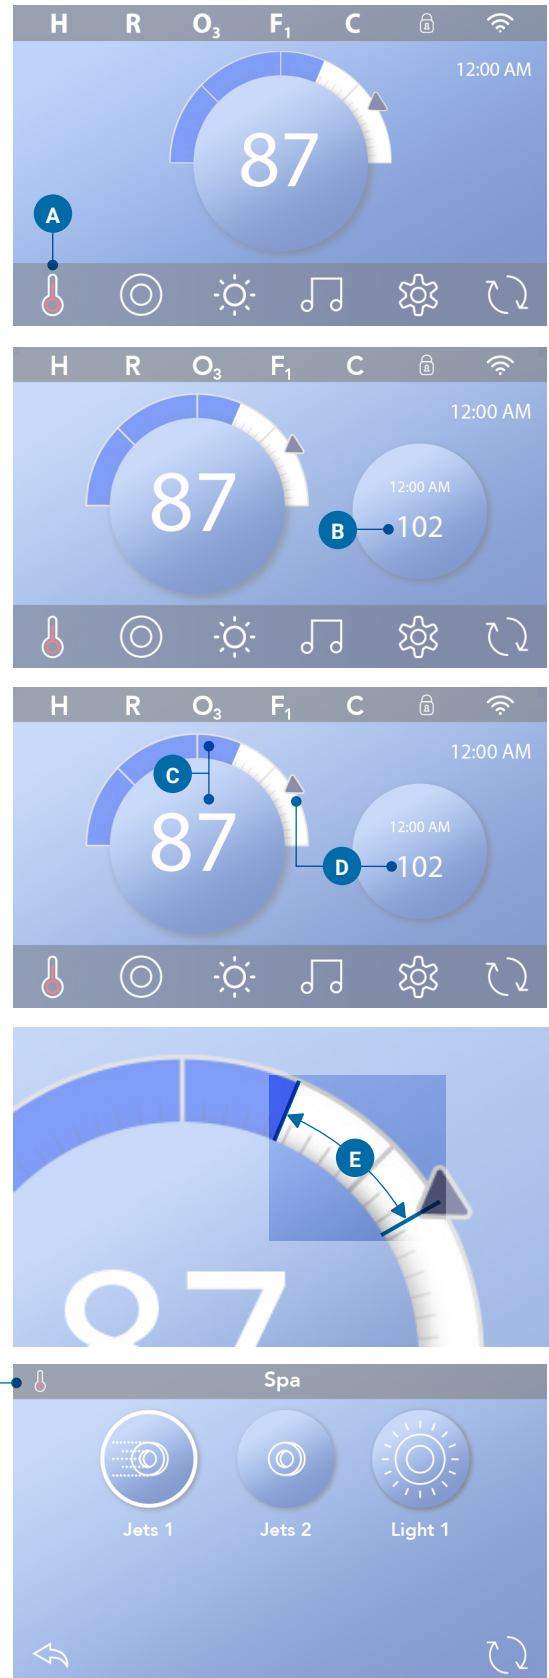 H R O3 F1 C
12:00 AM
87
A
H R O3 F1 C
12:00 AM
87
12:00 AM
B
102
H R O3 F1 C
12:00 AM
C
87
12:00 AM
D
102
E
87
Spa
Jets 1 Jets 2 Light 1